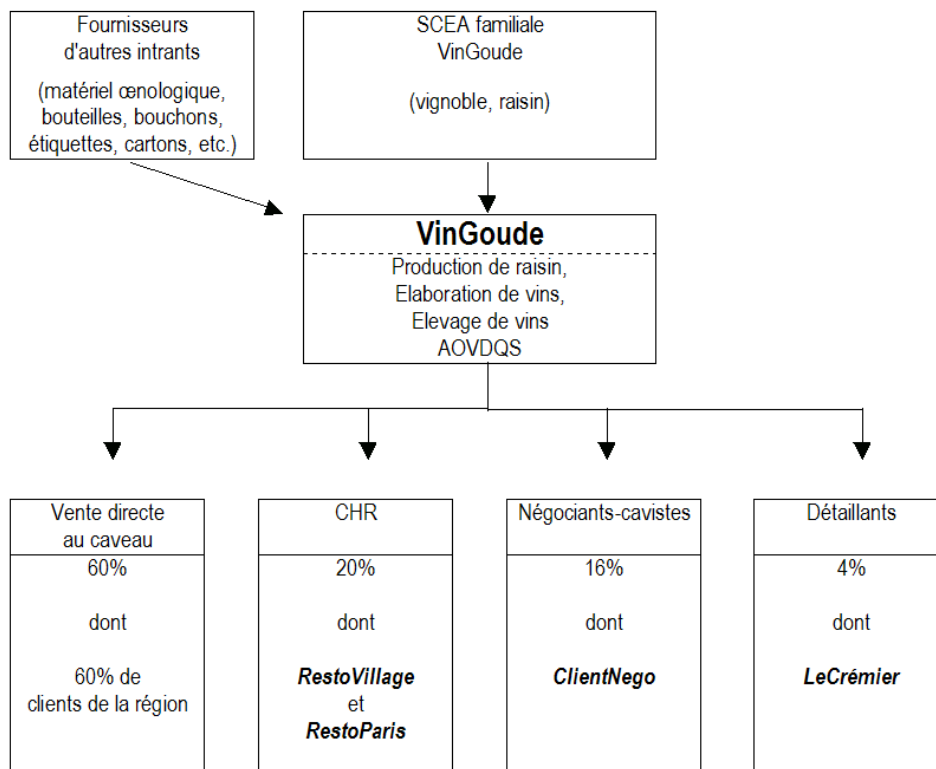 Fournisseurs
d'autres intrants
(matériel œnologique,
bouteilles, bouchons,
étiquettes, cartons, etc.)
SCEA familiale
VinGoude
(vignoble, raisin)
VinGoude
Production de raisin,
Elaboration de vins,
Elevage de vins
AOVDQS
Vente directe
au caveau
60%
dont
60% de
clients de la région
CHR
20%
dont
RestoVillage
et
RestoParis
Négociants-cavistes
16%
dont
ClientNego
Détaillants
4%
dont
LeCrémier